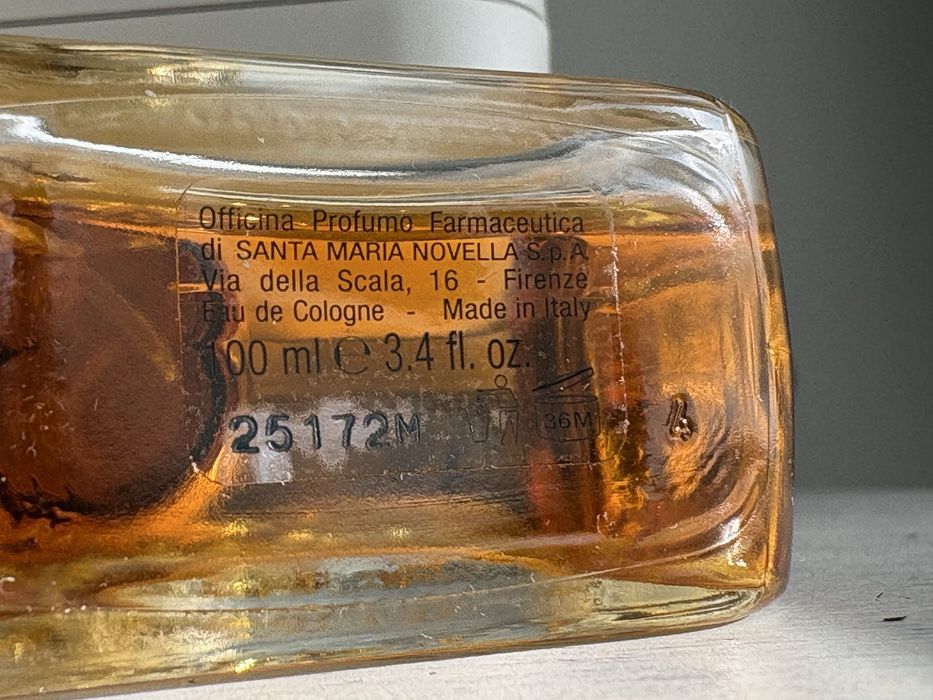 Officina Profumo Farmaceutica
di SANTA MARIA NOVELLA S.p.A.
Via della Scala, 16 - Firenze
Eau de Cologne - Made in Italy
100 ml ℮ 3.4 fl. oz.
25172M
36M